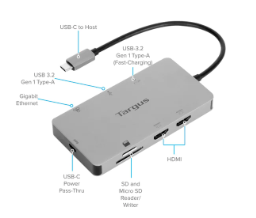 USB-C to Host
USB 3.2
Gen 1 Type-A
(Fast-Charging)
USB 3.2
Gen 1 Type-A
Gigabit
Ethernet
Targus
HDMI
USB-C
Power
Pass-Thru
SD and
Micro SD
Reader/
Writer